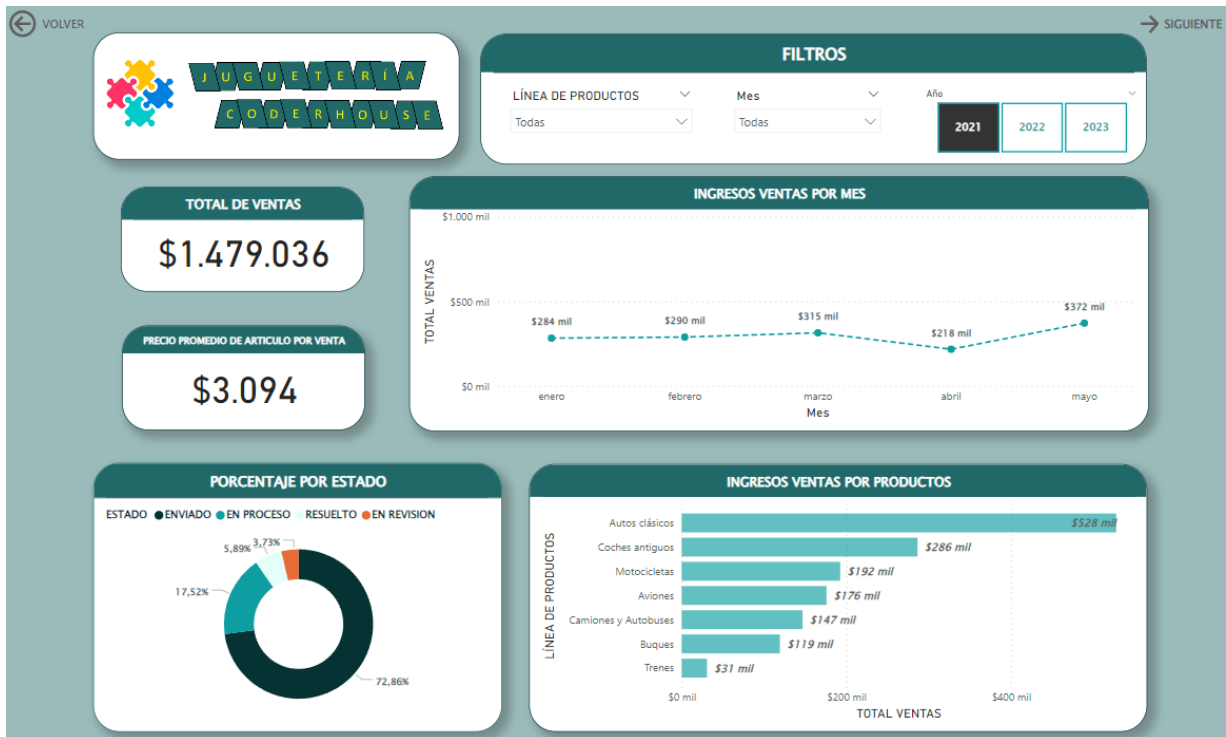 VOLVER
SIGUIENTE
JUGUETERÍA
CODERHOUSE
FILTROS
LÍNEA DE PRODUCTOS
Todas
Mes
Todas
Año
2021
2022
2023
TOTAL DE VENTAS
$1.479.036
PRECIO PROMEDIO DE ARTICULO POR VENTA
$3.094
INGRESOS VENTAS POR MES
TOTAL VENTAS
$1.000 mil
$500 mil
$0 mil
$284 mil
$290 mil
$315 mil
$218 mil
$372 mil
enero
febrero
marzo
abril
mayo
Mes
PORCENTAJE POR ESTADO
ESTADO ENVIADO EN PROCESO RESUELTO EN REVISION
3,73%
5,89%
17,52%
72,86%
INGRESOS VENTAS POR PRODUCTOS
LÍNEA DE PRODUCTOS
Autos clásicos $528 mil
Coches antiguos $286 mil
Motocicletas $192 mil
Aviones $176 mil
Camiones y Autobuses $147 mil
Buques $119 mil
Trenes $31 mil
$0 mil $200 mil $400 mil
TOTAL VENTAS